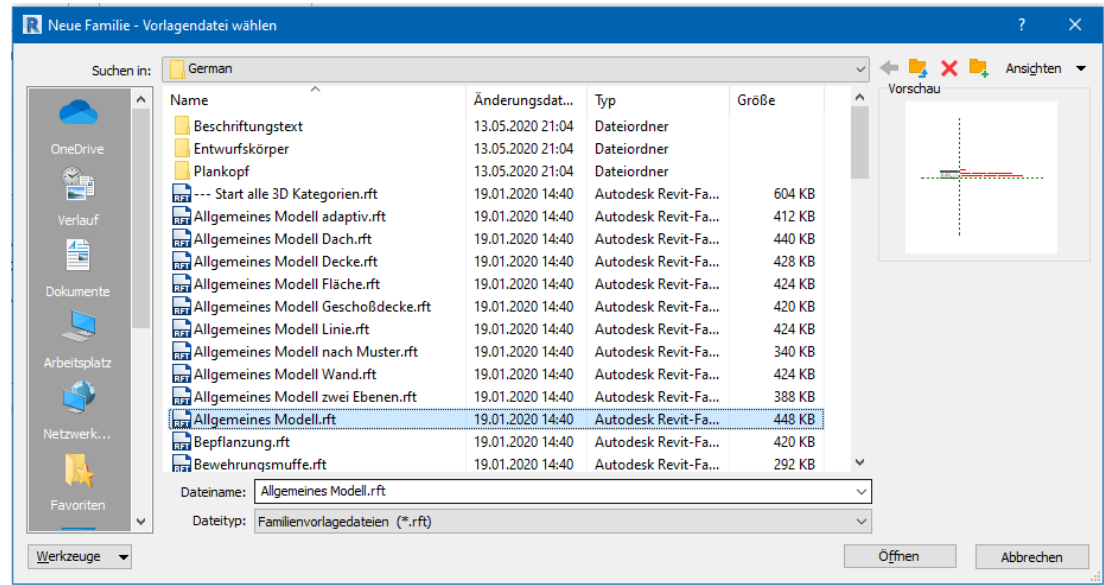 Neue Familie - Vorlagendatei wählen ? ×
Suchen in: German Ansichten
Name Änderungsdat... Typ Größe Vorschau
Beschriftungstext 13.05.2020 21:04 Dateiordner
Entwurfskörper 13.05.2020 21:04 Dateiordner
Plankopf 13.05.2020 21:04 Dateiordner
--- Start alle 3D Kategorien.rft 19.01.2020 14:40 Autodesk Revit-Fa... 604 KB
Allgemeines Modell adaptiv.rft 19.01.2020 14:40 Autodesk Revit-Fa... 412 KB
Allgemeines Modell Dach.rft 19.01.2020 14:40 Autodesk Revit-Fa... 440 KB
Allgemeines Modell Decke.rft 19.01.2020 14:40 Autodesk Revit-Fa... 428 KB
Allgemeines Modell Fläche.rft 19.01.2020 14:40 Autodesk Revit-Fa... 424 KB
Allgemeines Modell Geschoßdecke.rft 19.01.2020 14:40 Autodesk Revit-Fa... 420 KB
Allgemeines Modell Linie.rft 19.01.2020 14:40 Autodesk Revit-Fa... 424 KB
Allgemeines Modell nach Muster.rft 19.01.2020 14:40 Autodesk Revit-Fa... 340 KB
Allgemeines Modell Wand.rft 19.01.2020 14:40 Autodesk Revit-Fa... 424 KB
Allgemeines Modell zwei Ebenen.rft 19.01.2020 14:40 Autodesk Revit-Fa... 388 KB
Allgemeines Modell.rft 19.01.2020 14:40 Autodesk Revit-Fa... 448 KB
Bepflanzung.rft 19.01.2020 14:40 Autodesk Revit-Fa... 420 KB
Bewehrungsmuffe.rft 19.01.2020 14:40 Autodesk Revit-Fa... 292 KB
OneDrive
Verlauf
Dokumente
Arbeitsplatz
Netzwerk...
Favoriten
Dateiname: Allgemeines Modell.rft
Dateityp: Familienvorlagedateien (*.rft)
Werkzeuge Öffnen Abbrechen